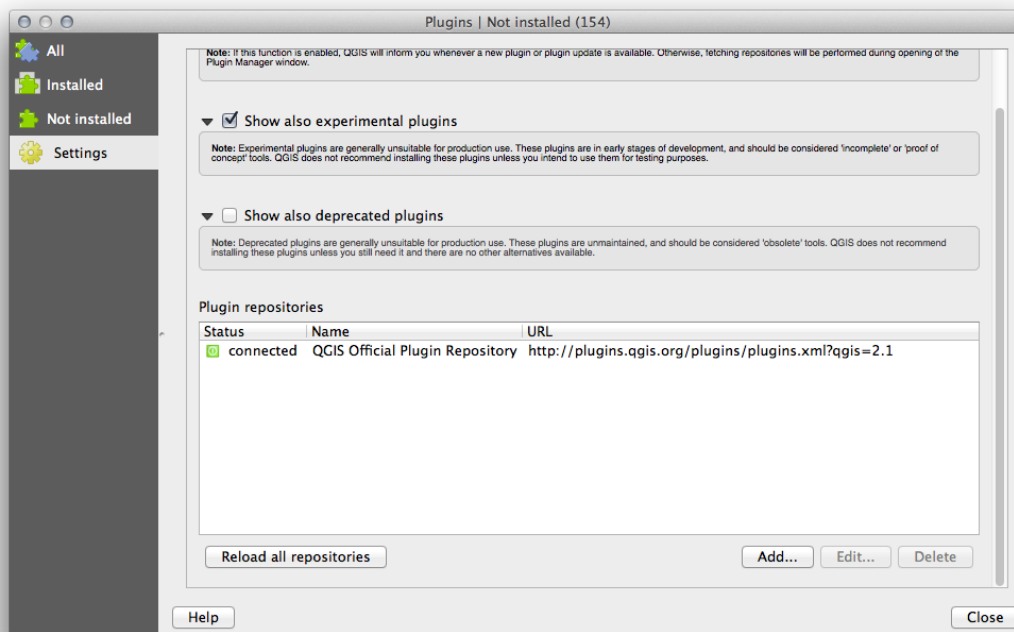 Plugins | Not installed (154)
All
Installed
Not installed
Settings
Note: If this function is enabled, QGIS will inform you whenever a new plugin or plugin update is available. Otherwise, fetching repositories will be performed during opening of the
Plugin Manager window.
Show also experimental plugins
Note: Experimental plugins are generally unsuitable for production use. These plugins are in early stages of development, and should be considered 'incomplete' or 'proof of
concept' tools. QGIS does not recommend installing these plugins unless you intend to use them for testing purposes.
Show also deprecated plugins
Note: Deprecated plugins are generally unsuitable for production use. These plugins are unmaintained, and should be considered 'obsolete' tools. QGIS does not recommend
installing these plugins unless you still need it and there are no other alternatives available.
Plugin repositories
Status Name URL
connected QGIS Official Plugin Repository http://plugins.qgis.org/plugins/plugins.xml?qgis=2.1
Reload all repositories Add... Edit... Delete
Help Close